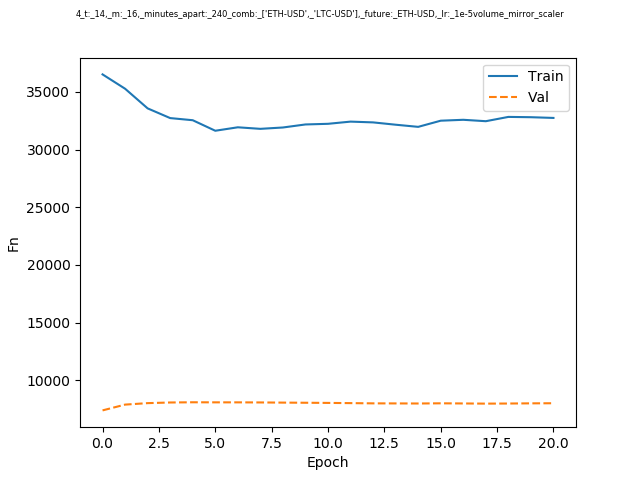 4_t:_14,_m:_16,_minutes_apart:_240_comb:_['ETH-USD',_'LTC-USD'],_future:_ETH-USD,_lr:_1e-5volume_mirror_scaler
Train
Val
35000
30000
25000
20000
15000
10000
Fn
0.0 2.5 5.0 7.5 10.0 12.5 15.0 17.5 20.0
Epoch